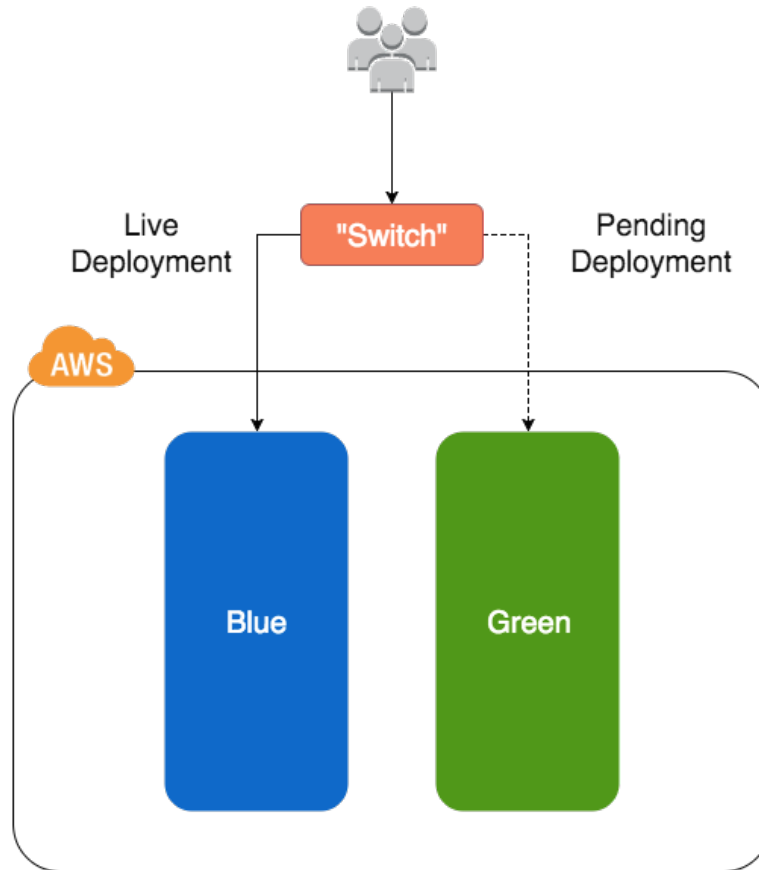 Live
Deployment
"Switch"
Pending
Deployment
AWS
Blue
Green